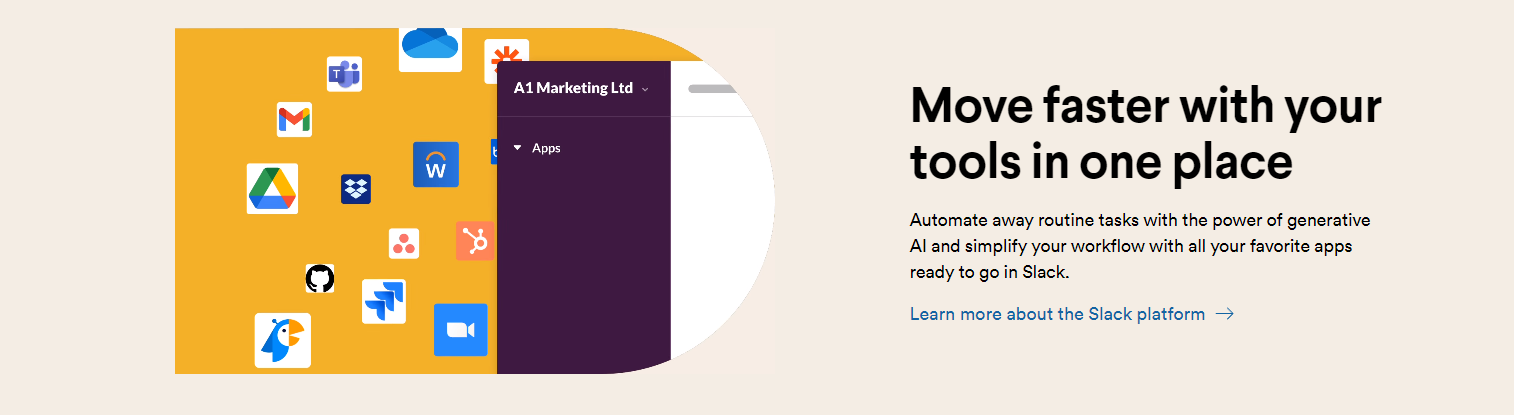 A1 Marketing Ltd
Apps
T
W
Move faster with your
tools in one place
Automate away routine tasks with the power of generative
AI and simplify your workflow with all your favorite apps
ready to go in Slack.
Learn more about the Slack platform